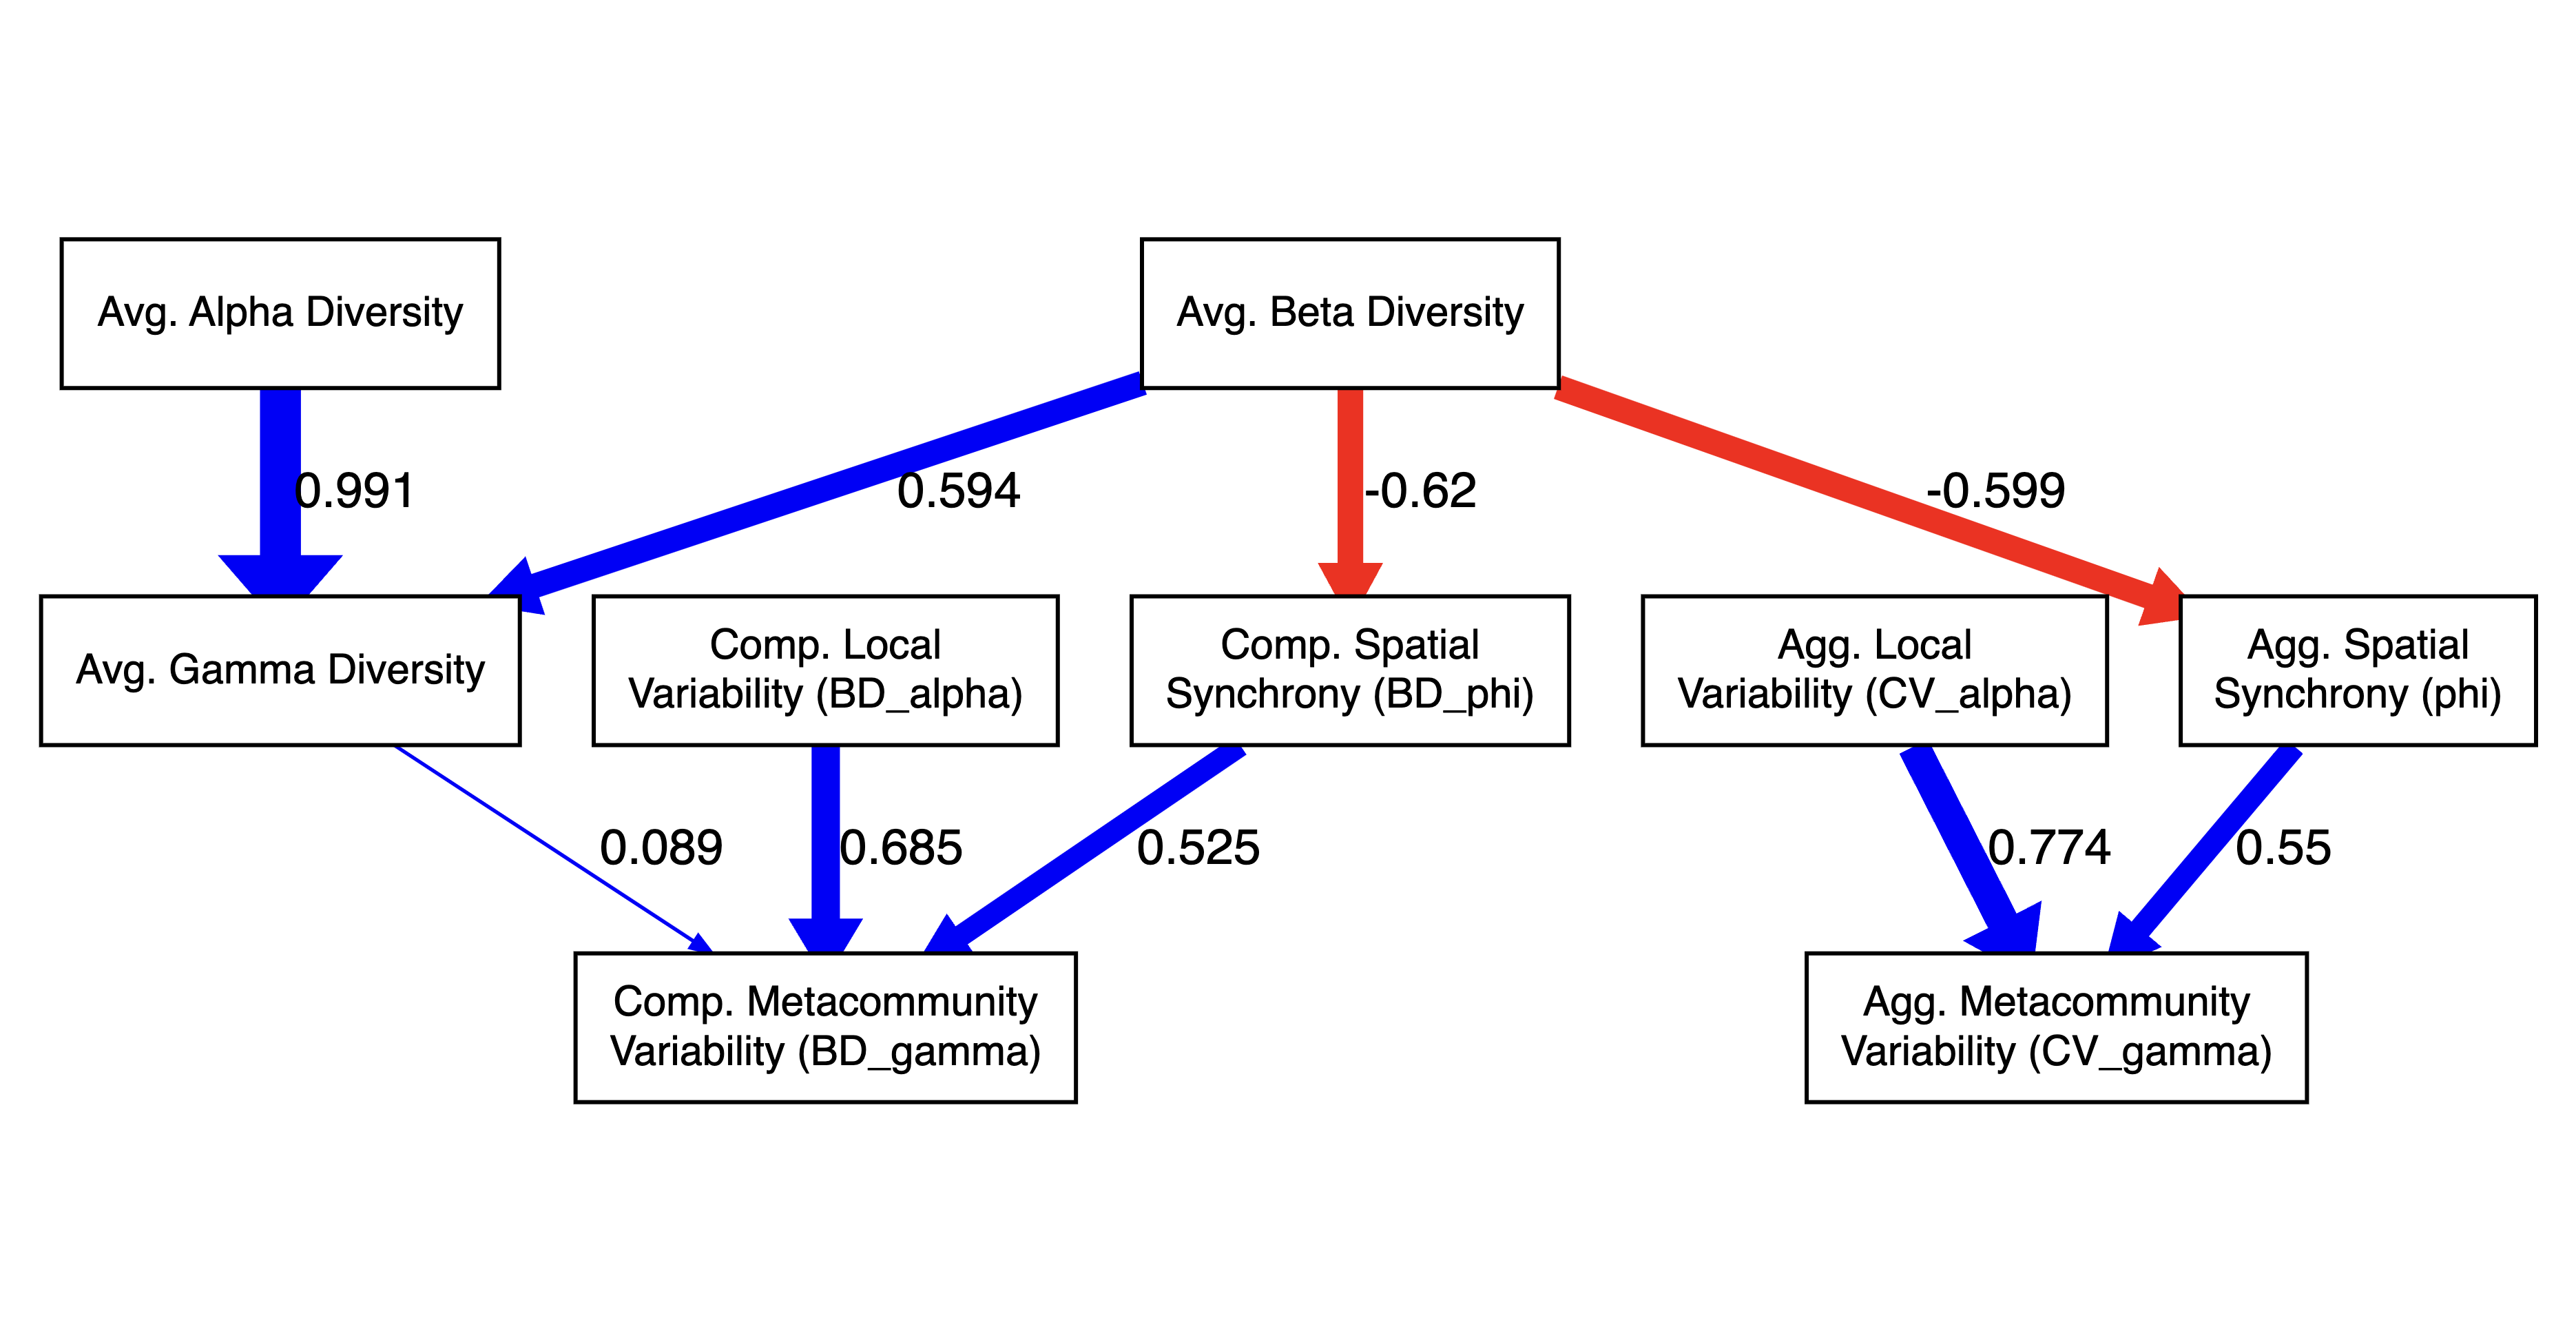 Avg. Alpha Diversity
Avg. Beta Diversity
0.991
0.594
-0.62
-0.599
Avg. Gamma Diversity
Comp. Local
Variability (BD_alpha)
Comp. Spatial
Synchrony (BD_phi)
Agg. Local
Variability (CV_alpha)
Agg. Spatial
Synchrony (phi)
0.089
0.685
0.525
0.774
0.55
Comp. Metacommunity
Variability (BD_gamma)
Agg. Metacommunity
Variability (CV_gamma)